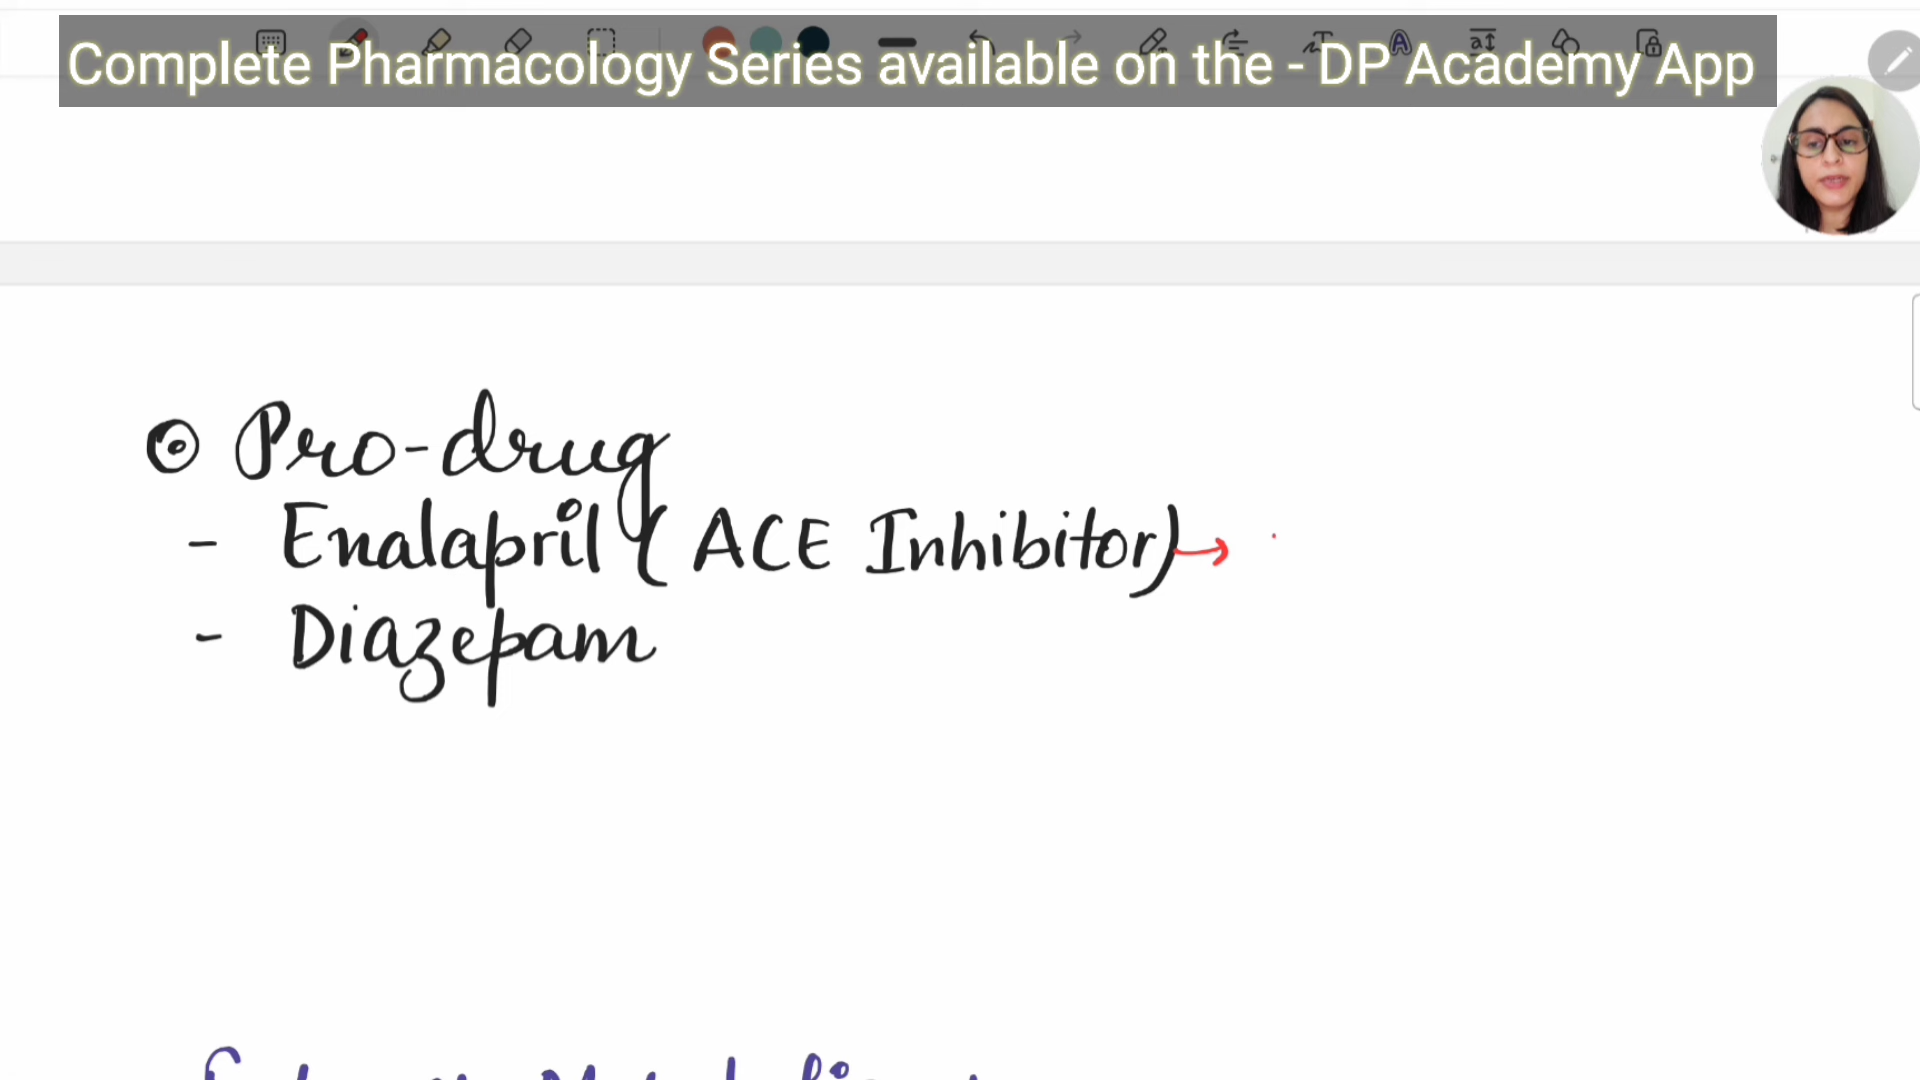 Complete Pharmacology Series available on the - DP Academy App
Pro-drug
- Enalapril (ACE Inhibitor) →
- Diazepam